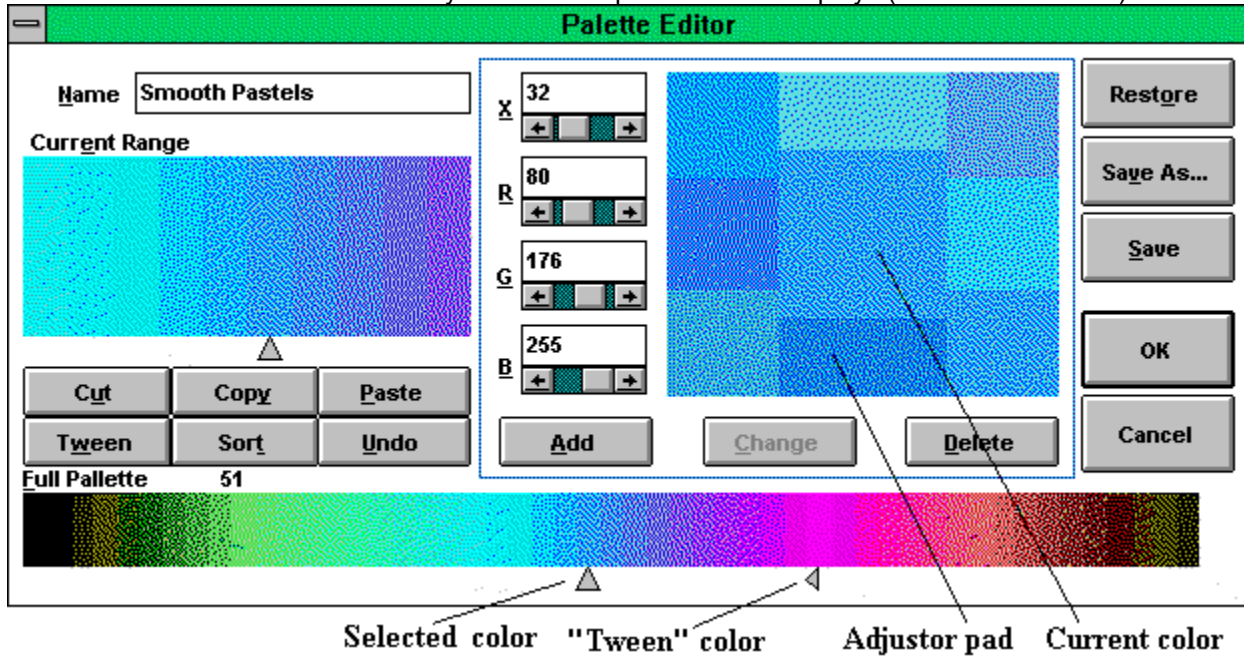 Palette Editor
Name Smooth Pastels
Current Range
X 32
R 80
G 176
B 255
Restore
Save As...
Save
OK
Cancel
Cut Copy Paste
Tween Sort Undo
Add Change Delete
Full Pallette 51
Selected color "Tween" color Adjustor pad Current color